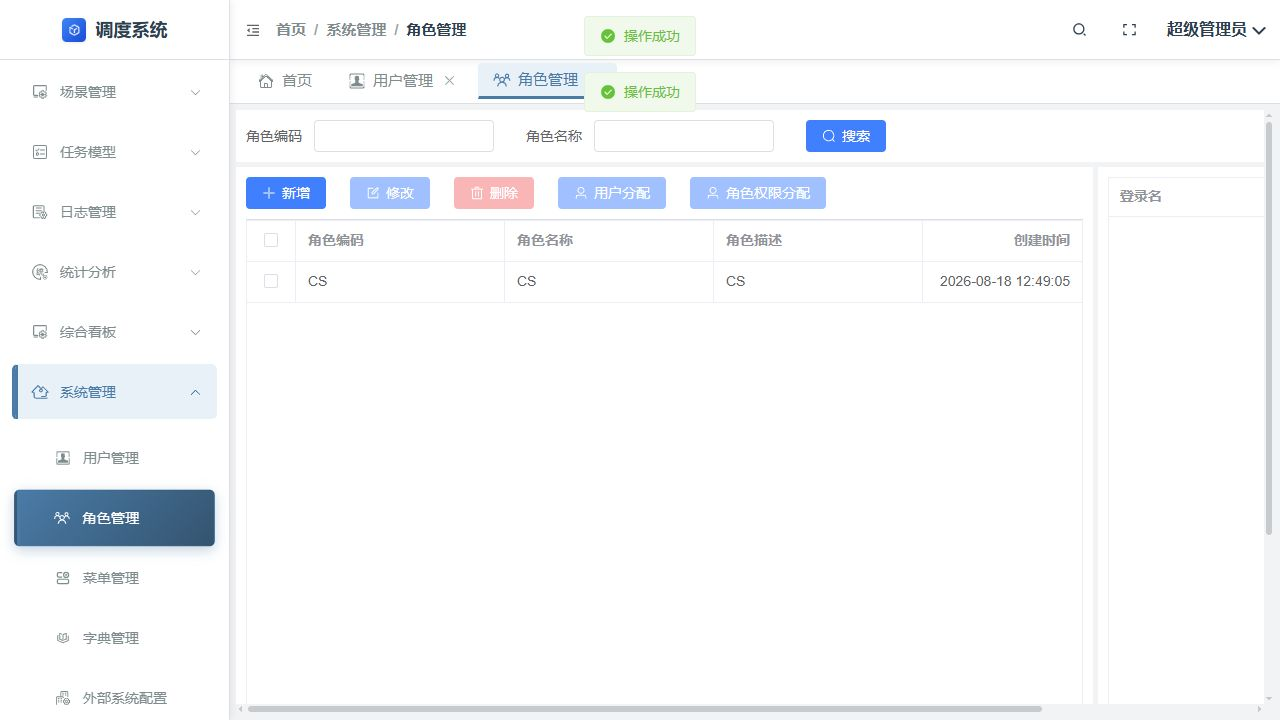 调度系统
首页 / 系统管理 / 角色管理
操作成功
超级管理员
首页
用户管理
角色管理
操作成功
场景管理
任务模型
日志管理
统计分析
综合看板
系统管理
用户管理
角色管理
菜单管理
字典管理
外部系统配置
角色编码
角色名称
搜索
新增
修改
删除
用户分配
角色权限分配
登录名
角色编码 角色名称 角色描述 创建时间
CS CS CS 2026-08-18 12:49:05